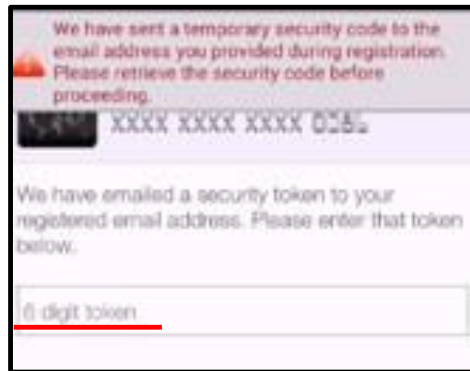 We have sent a temporary security code to the
email address you provided during registration.
Please retrieve the security code before
proceeding.
XXXX XXXX XXXX
We have emailed a security token to your
registered email address. Please enter that token
below.
6 digit token